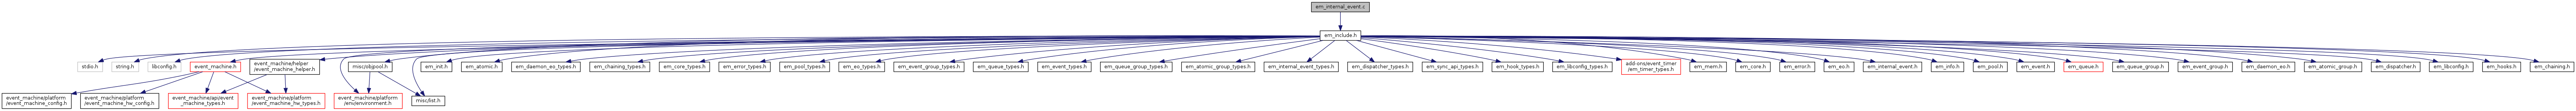 em_internal_event.c
em_include.h
stdio.h
string.h
libconfig.h
event_machine.h
event_machine/helper
/event_machine_helper.h
misc/objpool.h
em_init.h
em_atomic.h
em_daemon_eo_types.h
em_chaining_types.h
em_core_types.h
em_error_types.h
em_pool_types.h
em_eo_types.h
em_event_group_types.h
em_queue_types.h
em_event_types.h
em_queue_group_types.h
em_atomic_group_types.h
em_internal_event_types.h
em_dispatcher_types.h
em_sync_api_types.h
em_hook_types.h
em_libconfig_types.h
add-ons/event_timer
/em_timer_types.h
em_mem.h
em_core.h
em_error.h
em_eo.h
em_internal_event.h
em_info.h
em_pool.h
em_event.h
em_queue.h
em_queue_group.h
em_event_group.h
em_daemon_eo.h
em_atomic_group.h
em_dispatcher.h
em_libconfig.h
em_hooks.h
em_chaining.h
event_machine/platform
/event_machine_config.h
event_machine/platform
/event_machine_hw_config.h
event_machine/api/event
_machine_types.h
event_machine/platform
/event_machine_hw_types.h
event_machine/platform
/env/environment.h
misc/list.h